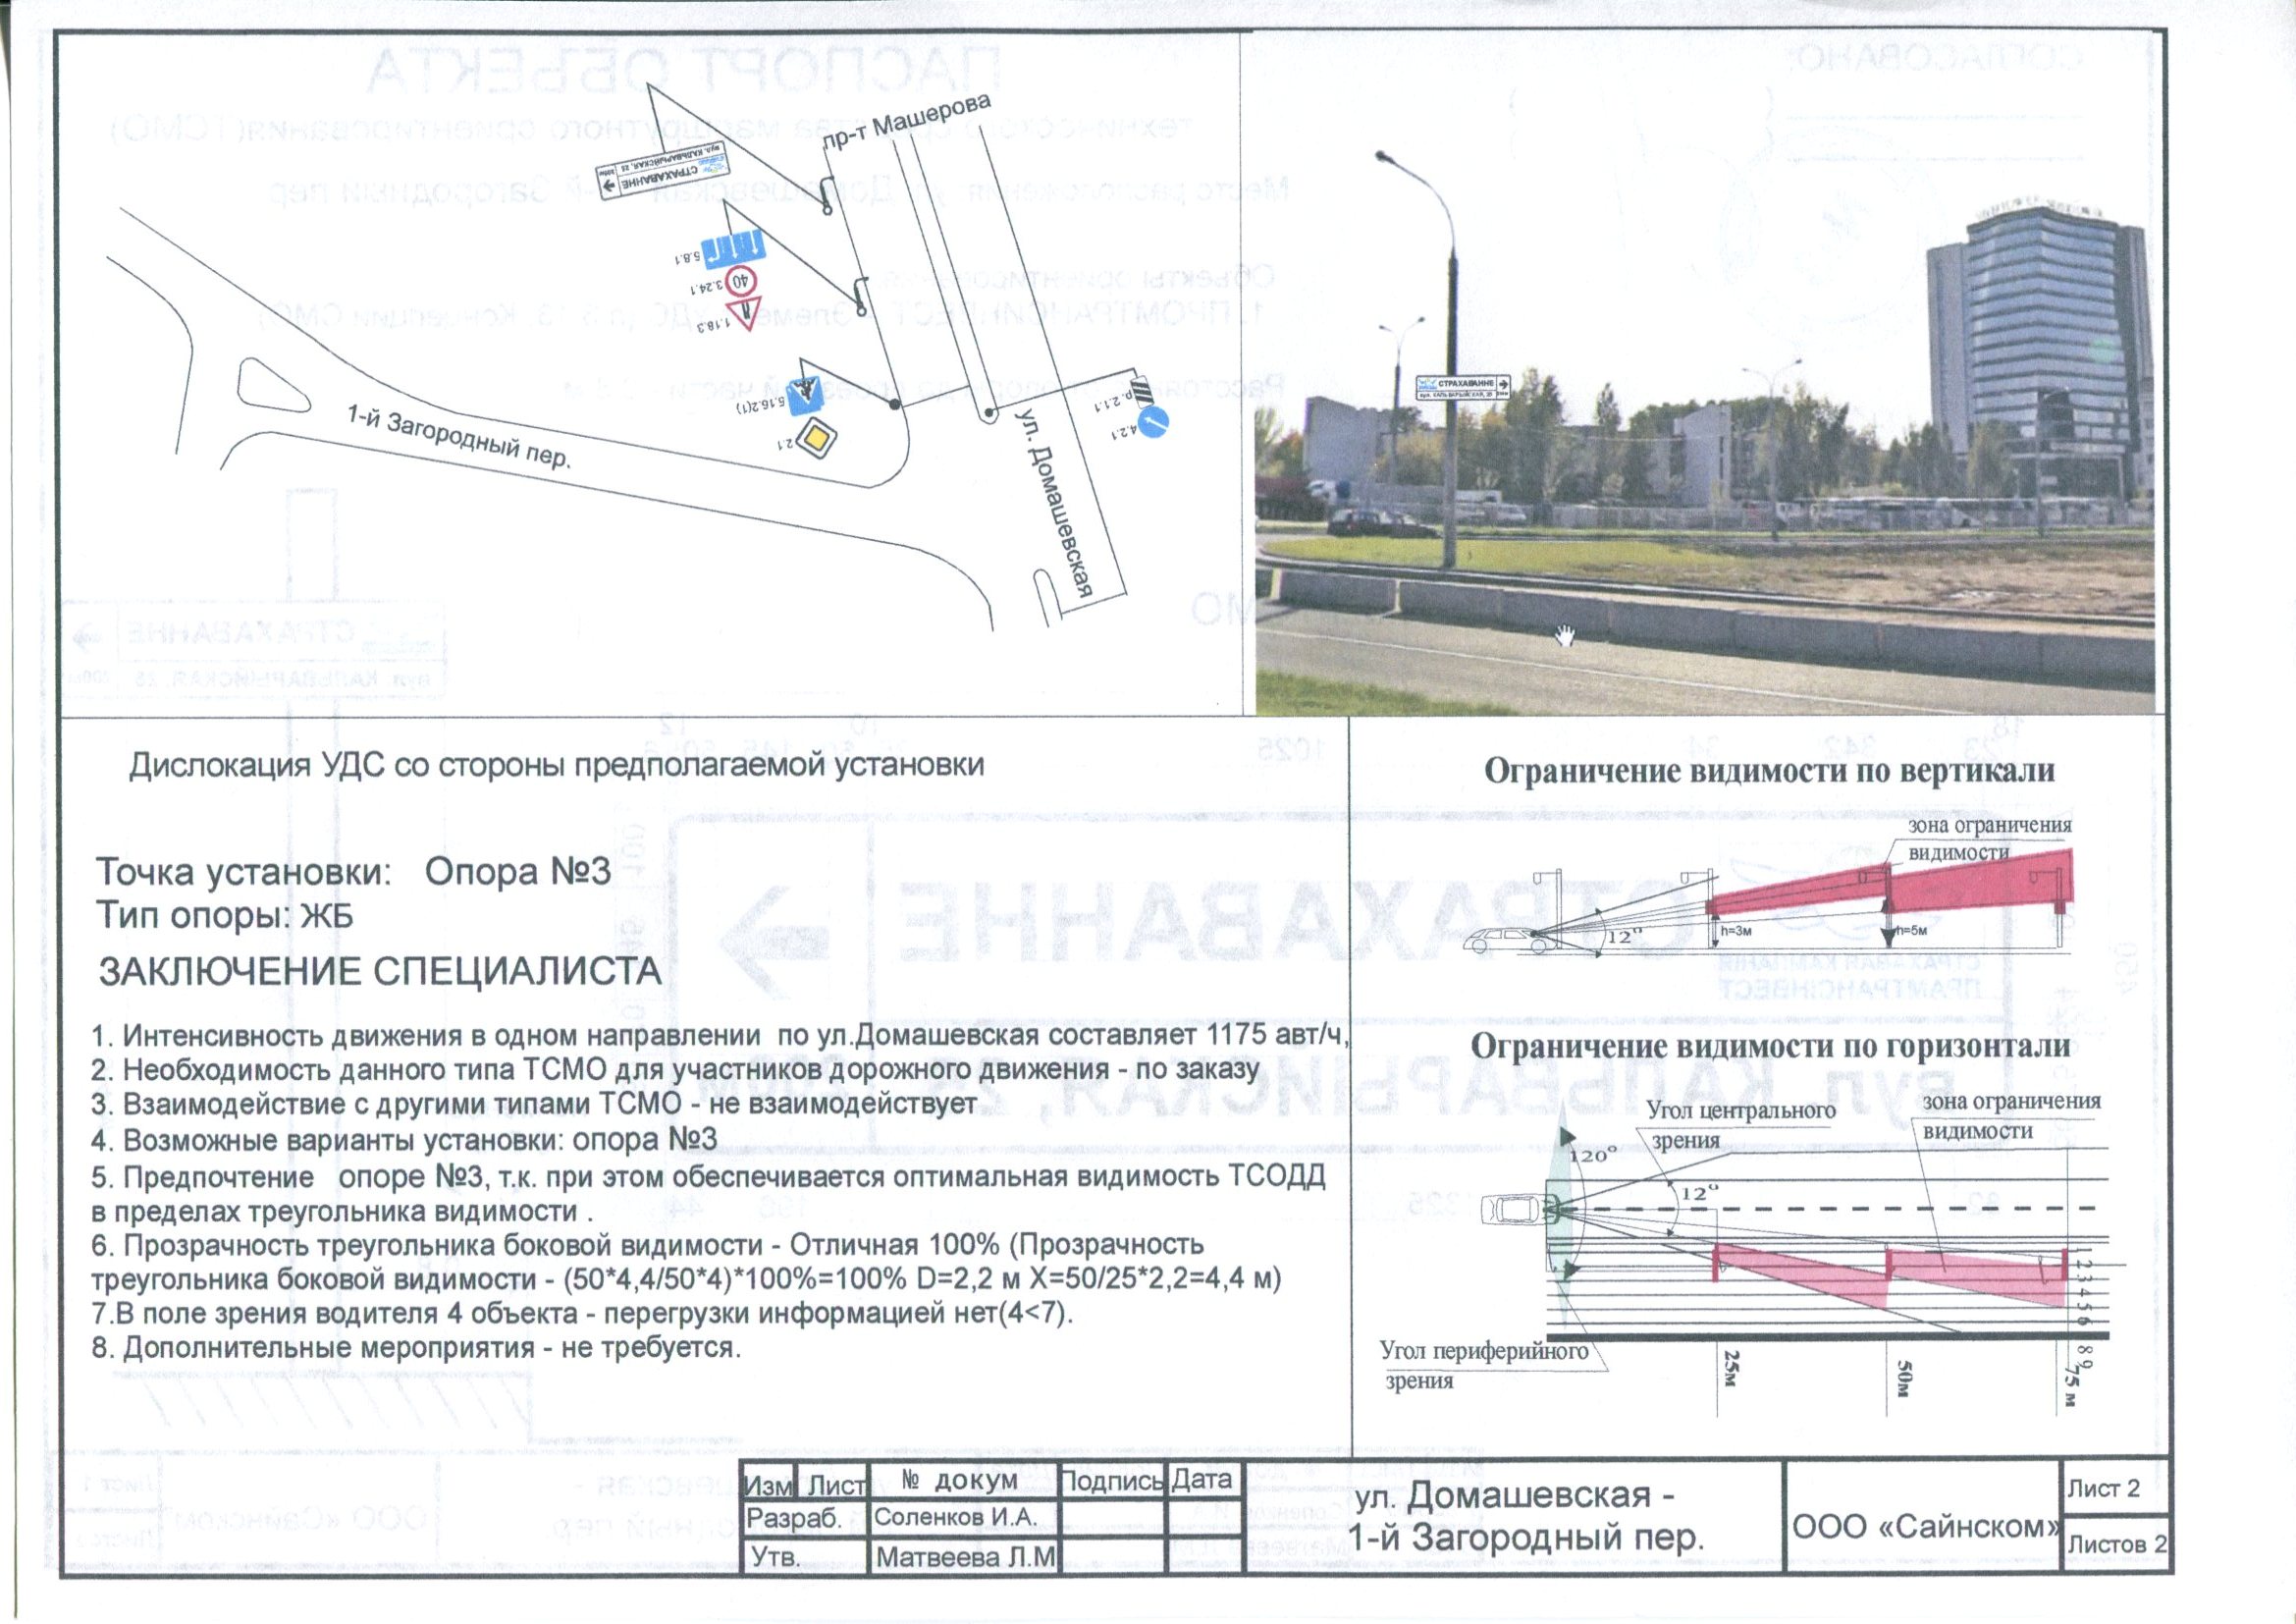 пр-т Машерова
СТРАХАВАННЕ
вул. КАЛЬВАРЫЙСКАЯ, 25
5.8.1
40
3.24.1
1.18.3
5.16.2(1)
2.1
р. 2.1.1
4.2.1
1-й Загородный пер.
ул. Домашевская
СТРАХАВАННЕ
вул. КАЛЬВАРЫЙСКАЯ, 25
Дислокация УДС со стороны предполагаемой установки
Точка установки: Опора №3
Тип опоры: ЖБ
ЗАКЛЮЧЕНИЕ СПЕЦИАЛИСТА
1. Интенсивность движения в одном направлении по ул.Домашевская составляет 1175 авт/ч,
2. Необходимость данного типа ТСМО для участников дорожного движения - по заказу
3. Взаимодействие с другими типами ТСМО - не взаимодействует
4. Возможные варианты установки: опора №3
5. Предпочтение опоре №3, т.к. при этом обеспечивается оптимальная видимость ТСОДД
в пределах треугольника видимости .
6. Прозрачность треугольника боковой видимости - Отличная 100% (Прозрачность
треугольника боковой видимости - (50*4,4/50*4)*100%=100% D=2,2 м X=50/25*2,2=4,4 м)
7.В поле зрения водителя 4 объекта - перегрузки информацией нет(4<7).
8. Дополнительные мероприятия - не требуется.
Ограничение видимости по вертикали
зона ограничения
видимости
12°
h=3м
h=5м
Ограничение видимости по горизонтали
Угол центрального
зрения
зона ограничения
видимости
120°
12°
1 2 3 4 5 6
8 9
Угол периферийного
зрения
25м
50м
75 м
Изм Лист № докум Подпись Дата
Разраб. Соленков И.А.
Утв. Матвеева Л.М
ул. Домашевская -
1-й Загородный пер.
ООО «Сайнском»
Лист 2
Листов 2